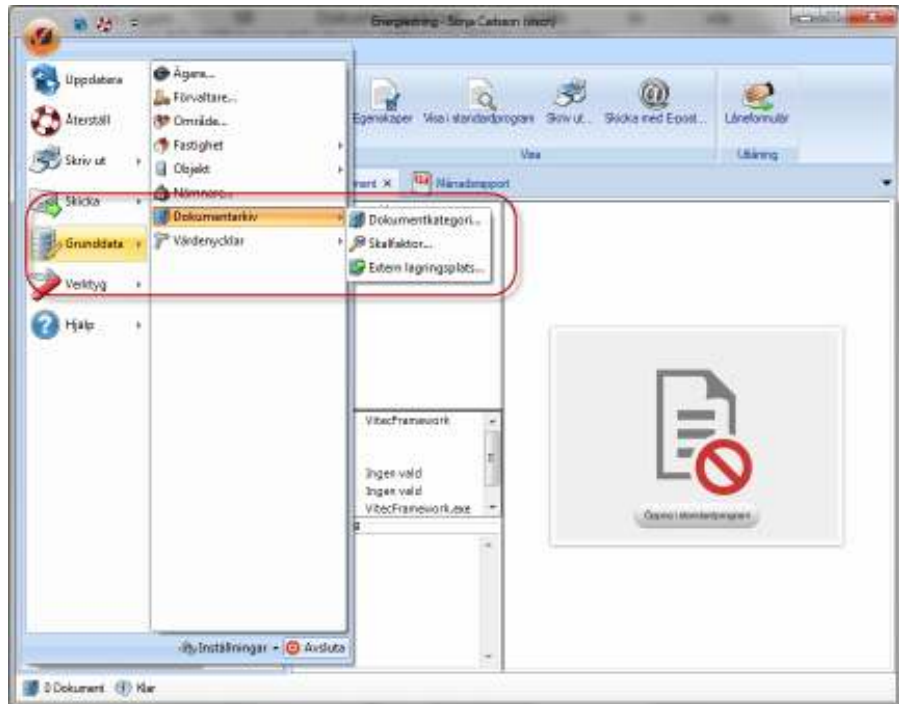 Energiledning - Sonja Carlsson
Uppdatera
Återställ
Skriv ut
Skicka
Grunddata
Verktyg
Hjälp
Ägare...
Förvaltare...
Område...
Fastighet
Objekt
Nämnare...
Dokumentarkiv
Värdenycklar
Dokumentkategori...
Skalfaktor...
Extern lagringsplats...
Egenskaper
Visa i standardprogram
Skriv ut...
Skicka med Epost...
Låneformulär
Visa
Utlåning
ment
Månadsrapport
VitecFramework
Ingen vald
Ingen vald
VitecFramework.exe
Öppna i standardprogram
Inställningar
Avsluta
0 Dokument
Klar